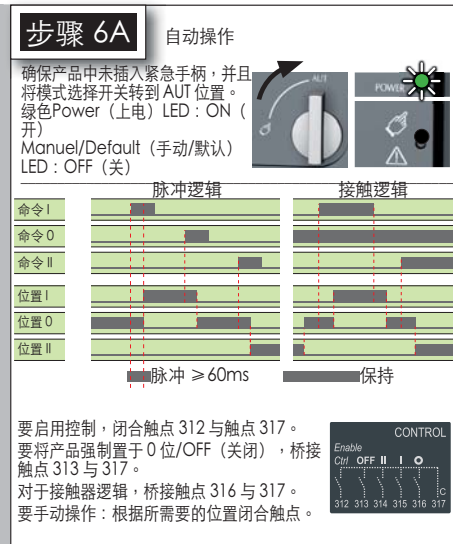 步骤 6A
自动操作
确保产品中未插入紧急手柄，并且
将模式选择开关转到 AUT 位置。
绿色Power（上电）LED：ON（
开）
Manuel/Default（手动/默认）
LED：OFF（关）
AUT
POWER
脉冲逻辑
接触逻辑
命令 I
命令 0
命令 II
位置 I
位置 0
位置 II
脉冲 ≥60ms
保持
要启用控制，闭合触点 312 与触点 317。
要将产品强制置于 0 位/OFF（关闭），桥接
触点 313 与 317。
对于接触器逻辑，桥接触点 316 与 317。
要手动操作：根据所需要的位置闭合触点。
CONTROL
Enable
Ctrl OFF II I O
C
312 313 314 315 316 317